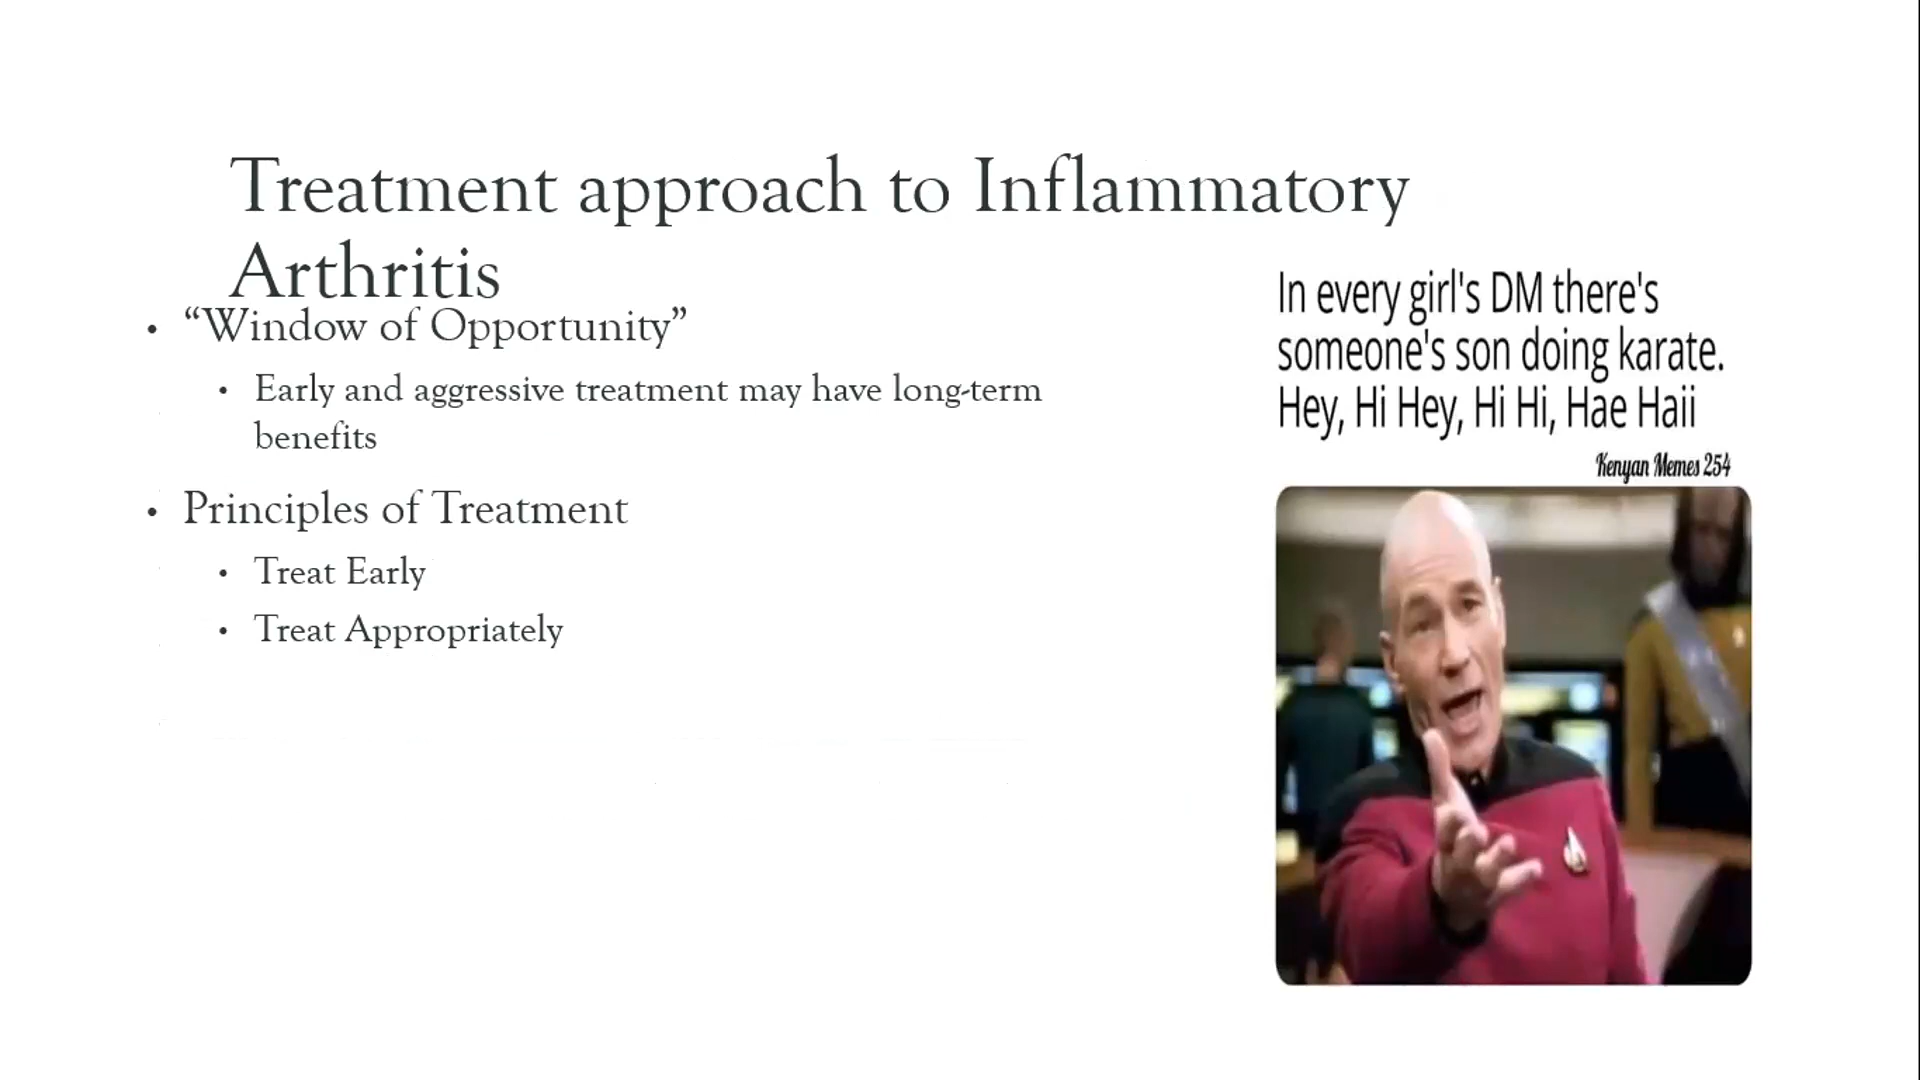 Treatment approach to Inflammatory
Arthritis
• “Window of Opportunity”
• Early and aggressive treatment may have long-term
benefits
• Principles of Treatment
• Treat Early
• Treat Appropriately
In every girl's DM there's
someone's son doing karate.
Hey, Hi Hey, Hi Hi, Hae Haii
Kenyan Memes 254